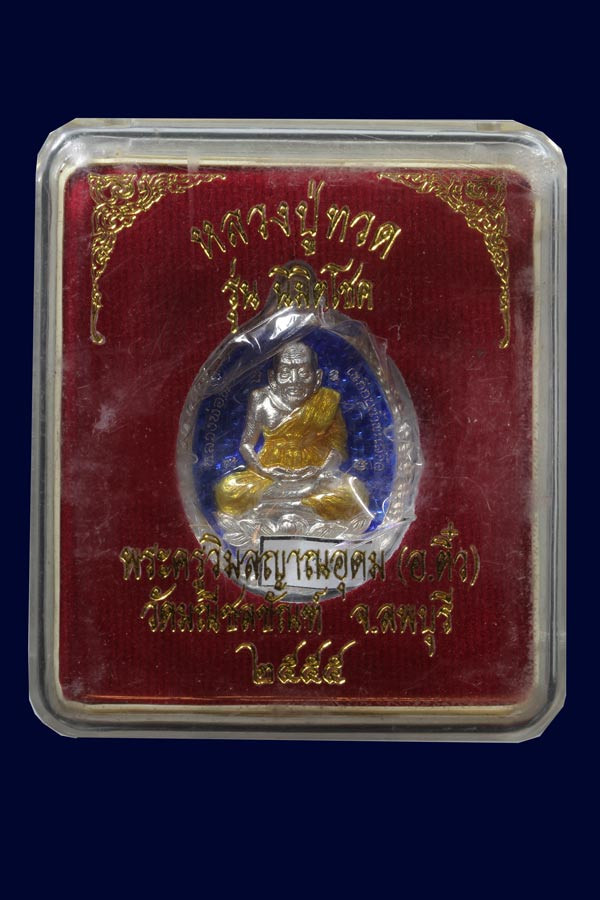 หลวงปู่ทวด
รุ่น นิมิตโชค
พระครูวิมลญาณอุดม (อ.ติ๋ว)
วัดมณีชลขัณฑ์ จ.ลพบุรี
๒๕๕๕